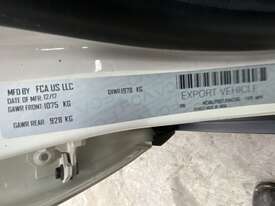 MFD BY FCA US LLC
DATE OF MFR. 12/17 GVWR 1978 KG
GAWR FRONT 1075 KG
GAWR REAR 928 KG
EXPORT VEHICLE